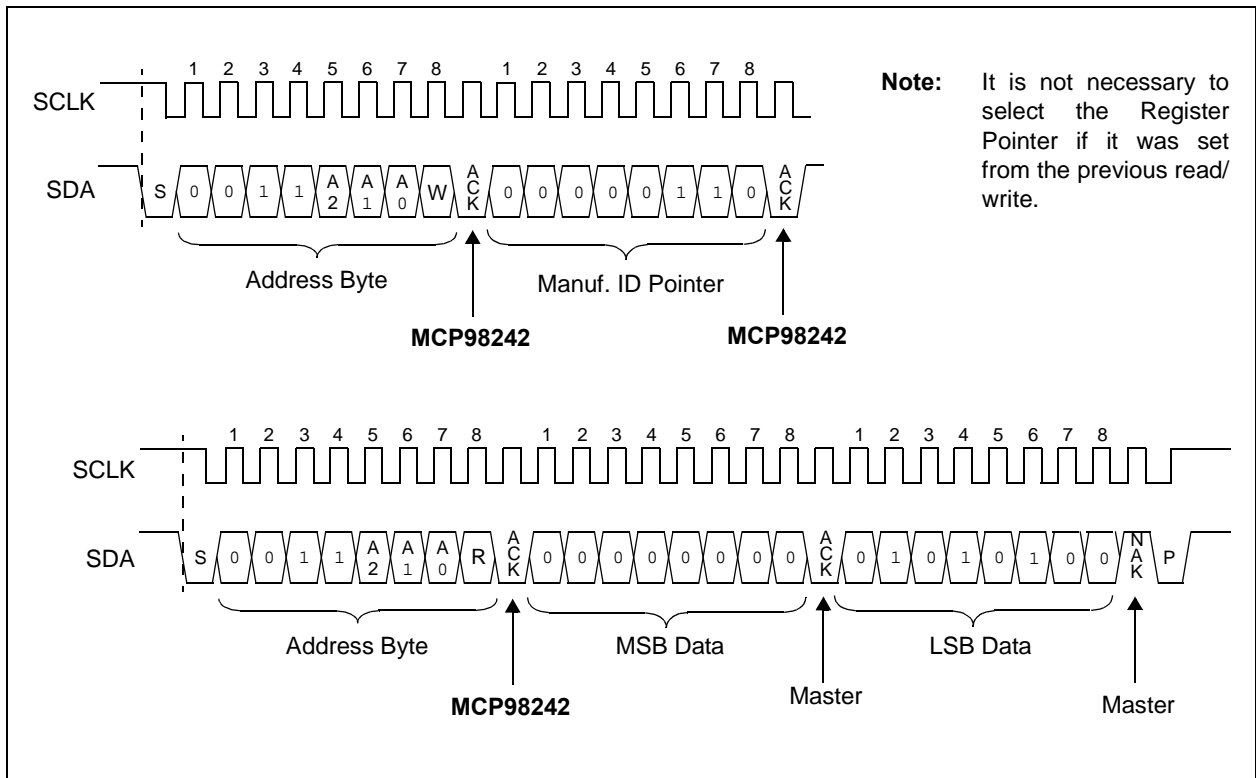 1 2 3 4 5 6 7 8 1 2 3 4 5 6 7 8
SCLK
SDA
S 0 0 1 1 A2 A1 A0 W ACK 0 0 0 0 0 1 1 0 ACK
Address Byte
Manuf. ID Pointer
MCP98242
MCP98242
Note: It is not necessary to
select the Register
Pointer if it was set
from the previous read/
write.
1 2 3 4 5 6 7 8 1 2 3 4 5 6 7 8 1 2 3 4 5 6 7 8
SCLK
SDA
S 0 0 1 1 A2 A1 A0 R ACK 0 0 0 0 0 0 0 0 ACK 0 1 0 1 0 1 0 0 NAK P
Address Byte
MSB Data
LSB Data
MCP98242
Master
Master